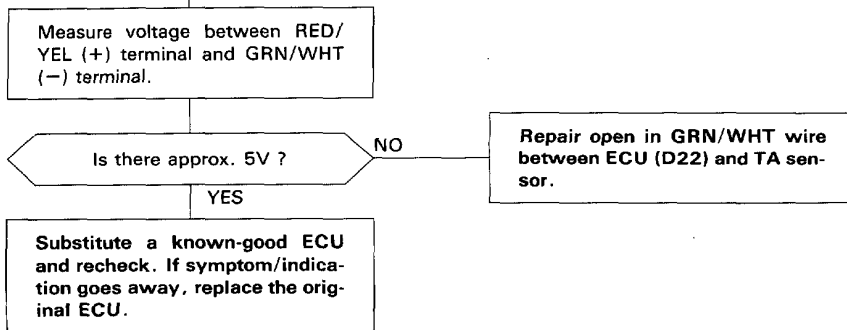 Measure voltage between RED/
YEL (+) terminal and GRN/WHT
(−) terminal.
Is there approx. 5V ?
NO
Repair open in GRN/WHT wire
between ECU (D22) and TA sen-
sor.
YES
Substitute a known-good ECU
and recheck. If symptom/indica-
tion goes away, replace the orig-
inal ECU.